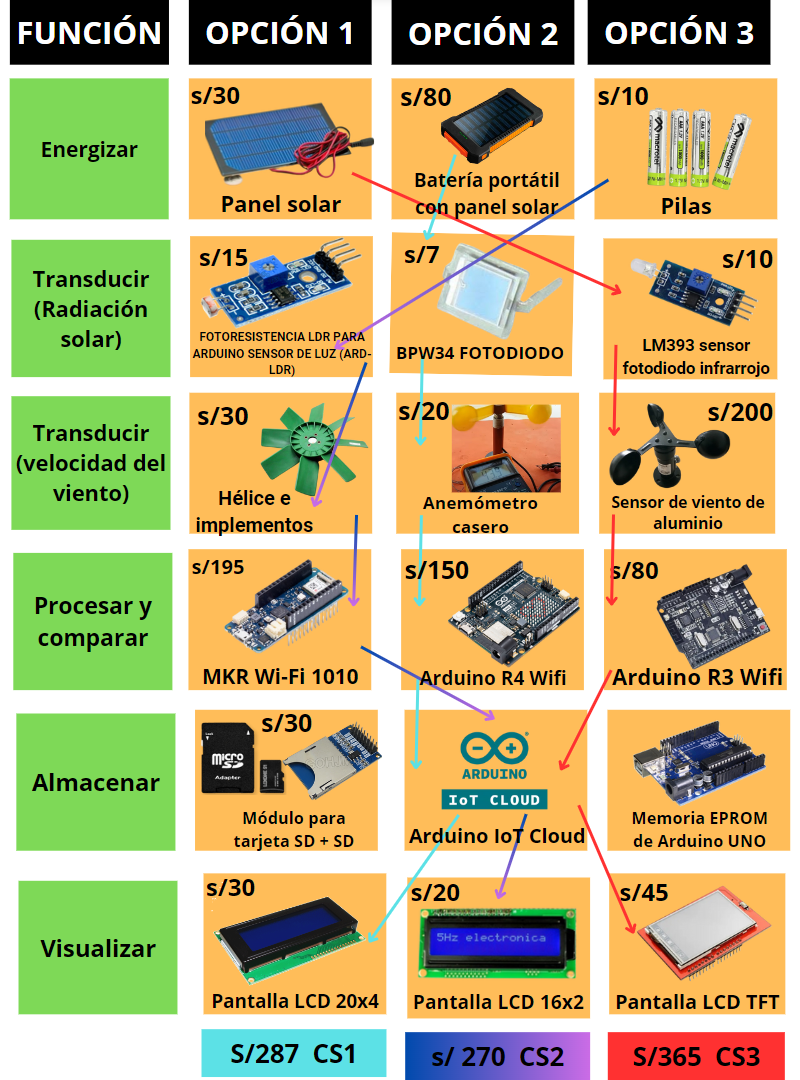 FUNCIÓN
OPCIÓN 1
OPCIÓN 2
OPCIÓN 3
Energizar
s/30
Panel solar
s/80
Batería portátil
con panel solar
s/10
Pilas
Transducir
(Radiación
solar)
s/15
FOTORESISTENCIA LDR PARA
ARDUINO SENSOR DE LUZ (ARD-
LDR)
s/7
BPW34 FOTODIODO
s/10
LM393 sensor
fotodiodo infrarrojo
Transducir
(velocidad del
viento)
s/30
Hélice e
implementos
s/20
Anemómetro
casero
s/200
Sensor de viento de
aluminio
Procesar y
comparar
s/195
MKR Wi-Fi 1010
s/150
Arduino R4 Wifi
s/80
Arduino R3 Wifi
Almacenar
s/30
Micro
SD
Adapter
Módulo para
tarjeta SD + SD
ARDUINO
IoT CLOUD
Arduino IoT Cloud
Memoria EPROM
de Arduino UNO
Visualizar
s/30
Pantalla LCD 20x4
s/20
5Hz electronica
Pantalla LCD 16x2
s/45
Pantalla LCD TFT
S/287 CS1
s/ 270 CS2
S/365 CS3